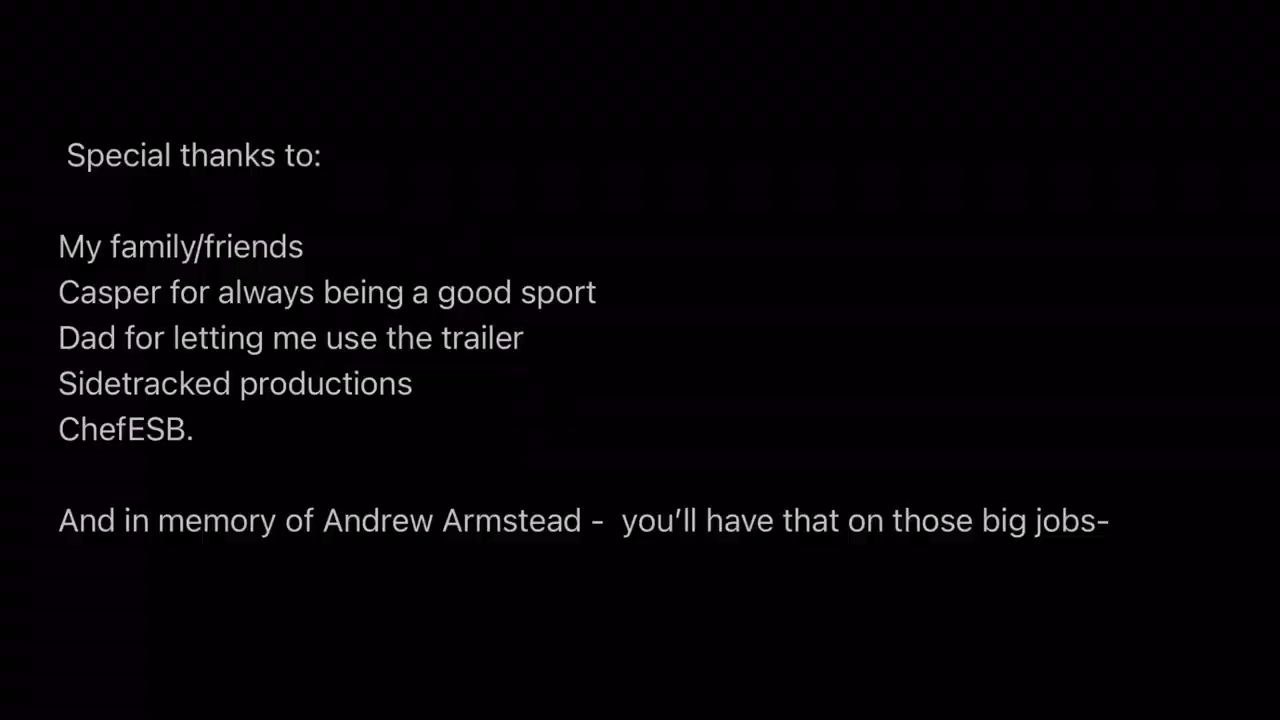 Special thanks to:
My family/friends
Casper for always being a good sport
Dad for letting me use the trailer
Sidetracked productions
ChefESB.
And in memory of Andrew Armstead -  you’ll have that on those big jobs-